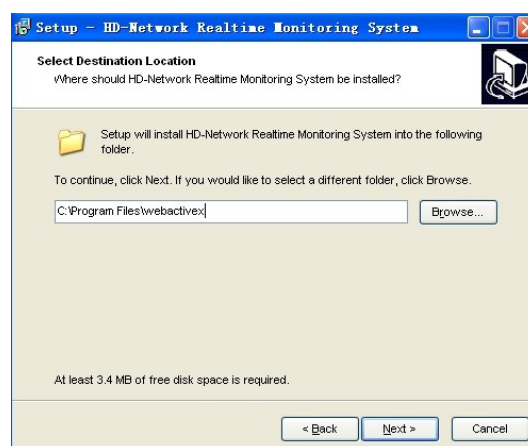 Setup - HD-Network Realtime Monitoring System
Select Destination Location
Where should HD-Network Realtime Monitoring System be installed?
Setup will install HD-Network Realtime Monitoring System into the following
folder.
To continue, click Next. If you would like to select a different folder, click Browse.
C:\Program Files\webactivex
Browse...
At least 3.4 MB of free disk space is required.
< Back
Next >
Cancel